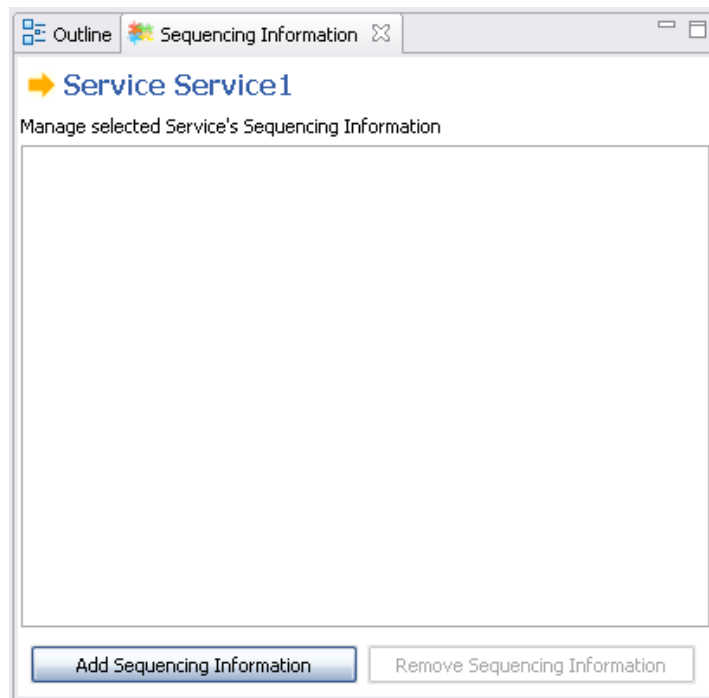 Outline Sequencing Information
Service Service1
Manage selected Service's Sequencing Information
Add Sequencing Information Remove Sequencing Information